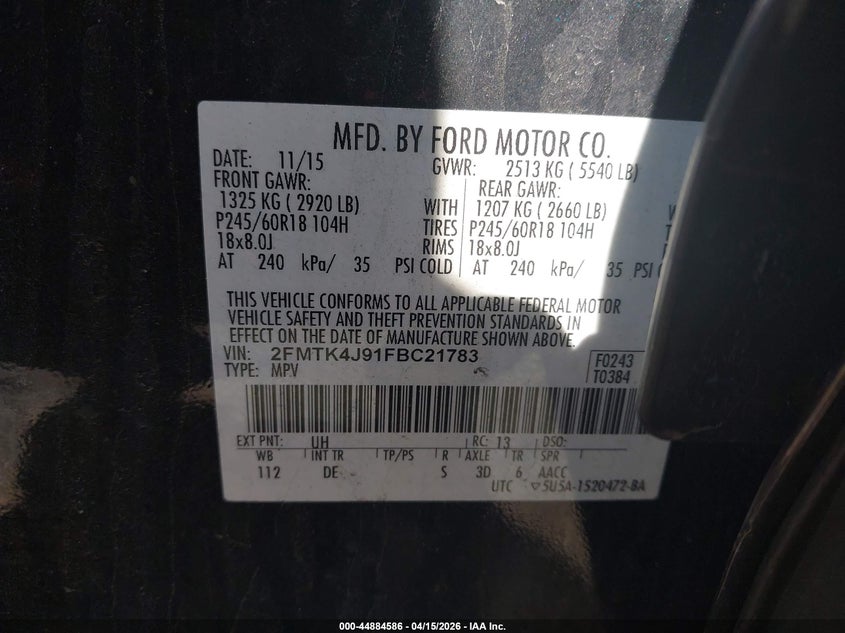 MFD. BY FORD MOTOR CO.
DATE: 11/15 GVWR: 2513 KG ( 5540 LB)
FRONT GAWR: REAR GAWR:
1325 KG ( 2920 LB) WITH 1207 KG ( 2660 LB)
P245/60R18 104H TIRES P245/60R18 104H
18x8.0J RIMS 18x8.0J
AT 240 kPa/ 35 PSI COLD AT 240 kPa/ 35 PSI
THIS VEHICLE CONFORMS TO ALL APPLICABLE FEDERAL MOTOR
VEHICLE SAFETY AND THEFT PREVENTION STANDARDS IN
EFFECT ON THE DATE OF MANUFACTURE SHOWN ABOVE.
VIN: 2FMTK4J91FBC21783 F0243
TYPE: MPV T0384
EXT PNT: UH RC: 13 DSO:
WB INT TR TP/PS R AXLE TR SPR
112 DE S 3D 6 AACC
UTC ▽5U5A-1520472-BA
000-44884586 - 04/15/2026 - IAA Inc.